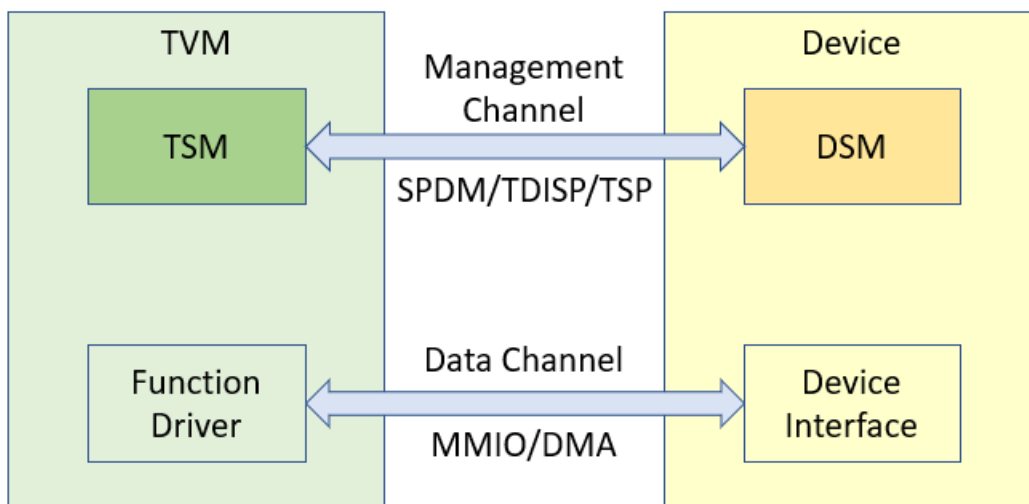 TVM
Device
Management
Channel
TSM
DSM
SPDM/TDISP/TSP
Data Channel
Function
Driver
Device
Interface
MMIO/DMA